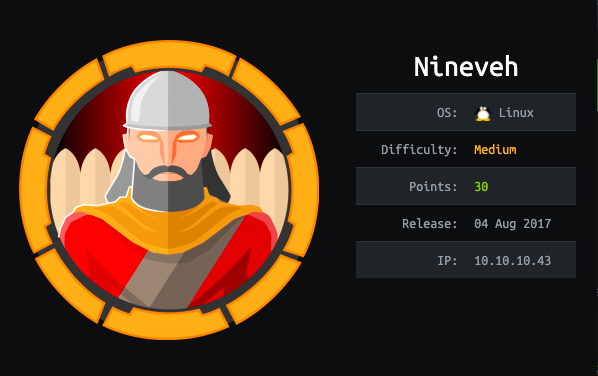 Nineveh
OS: Linux
Difficulty: Medium
Points: 30
Release: 04 Aug 2017
IP: 10.10.10.43